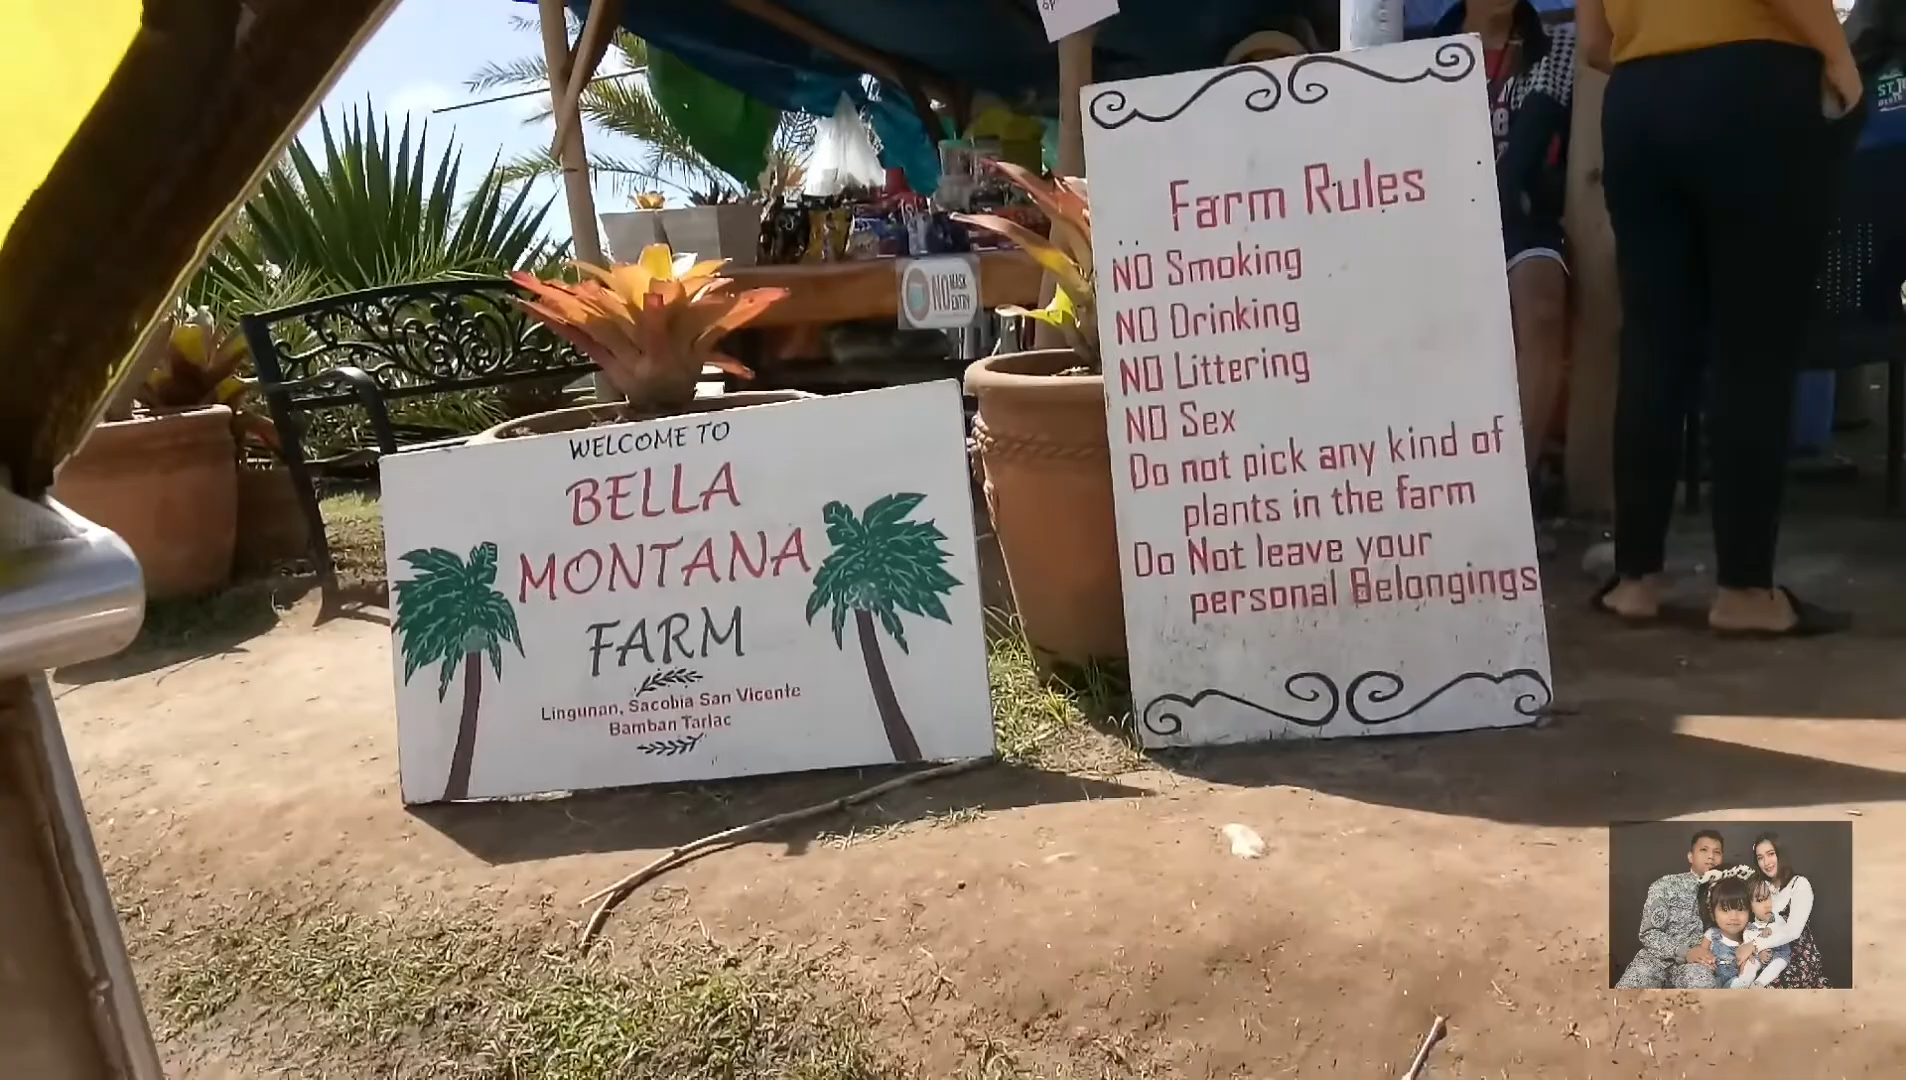 WELCOME TO
BELLA
MONTANA
FARM
Lingunan, Sacobia San Vicente
Bamban Tarlac
NO MASK
ENTRY
Farm Rules
NO Smoking
NO Drinking
NO Littering
NO Sex
Do not pick any kind of
plants in the farm
Do Not leave your
personal Belongings